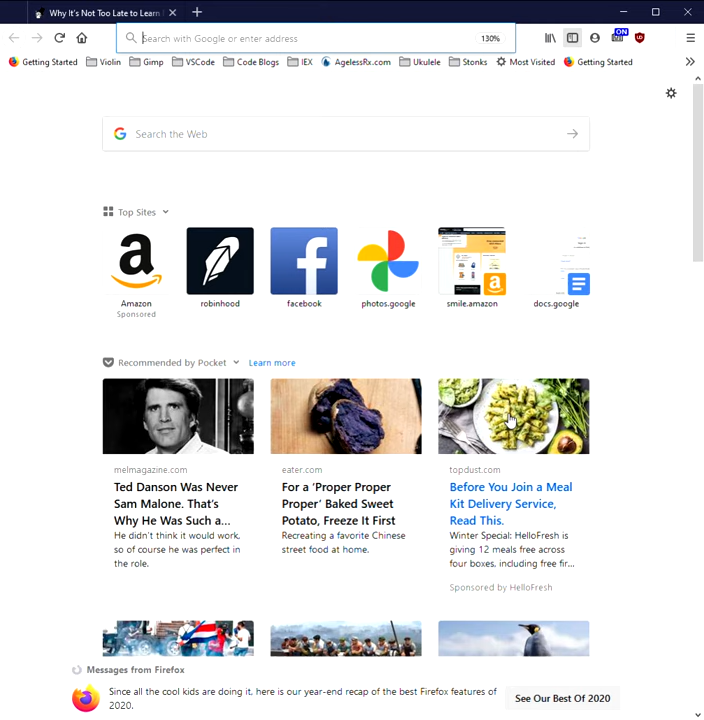 Why It's Not Too Late to Learn
Search with Google or enter address
130%
ON
Getting Started
Violin
Gimp
VSCode
Code Blogs
IEX
AgelessRx.com
Ukulele
Stonks
Most Visited
Getting Started
Search the Web
Top Sites
Amazon
Sponsored
robinhood
facebook
photos.google
smile.amazon
docs.google
Recommended by Pocket
Learn more
melmagazine.com
Ted Danson Was Never
Sam Malone. That's
Why He Was Such a...
He didn't think it would work,
so of course he was perfect in
the role.
eater.com
For a 'Proper Proper
Proper' Baked Sweet
Potato, Freeze It First
Recreating a favorite Chinese
street food at home.
topdust.com
Before You Join a Meal
Kit Delivery Service,
Read This.
Winter Special: HelloFresh is
giving 12 meals free across
four boxes, including free fir...
Sponsored by HelloFresh
Messages from Firefox
Since all the cool kids are doing it, here is our year-end recap of the best Firefox features of
2020.
See Our Best Of 2020